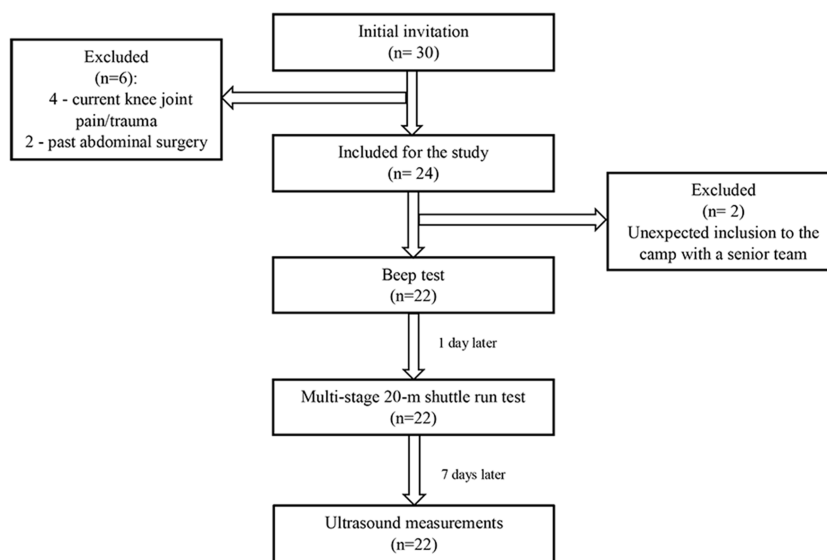 Initial invitation
(n= 30)
Excluded
(n=6):
4 - current knee joint
pain/trauma
2 - past abdominal surgery
Included for the study
(n= 24)
Excluded
(n= 2)
Unexpected inclusion to the
camp with a senior team
Beep test
(n=22)
1 day later
Multi-stage 20-m shuttle run test
(n=22)
7 days later
Ultrasound measurements
(n=22)